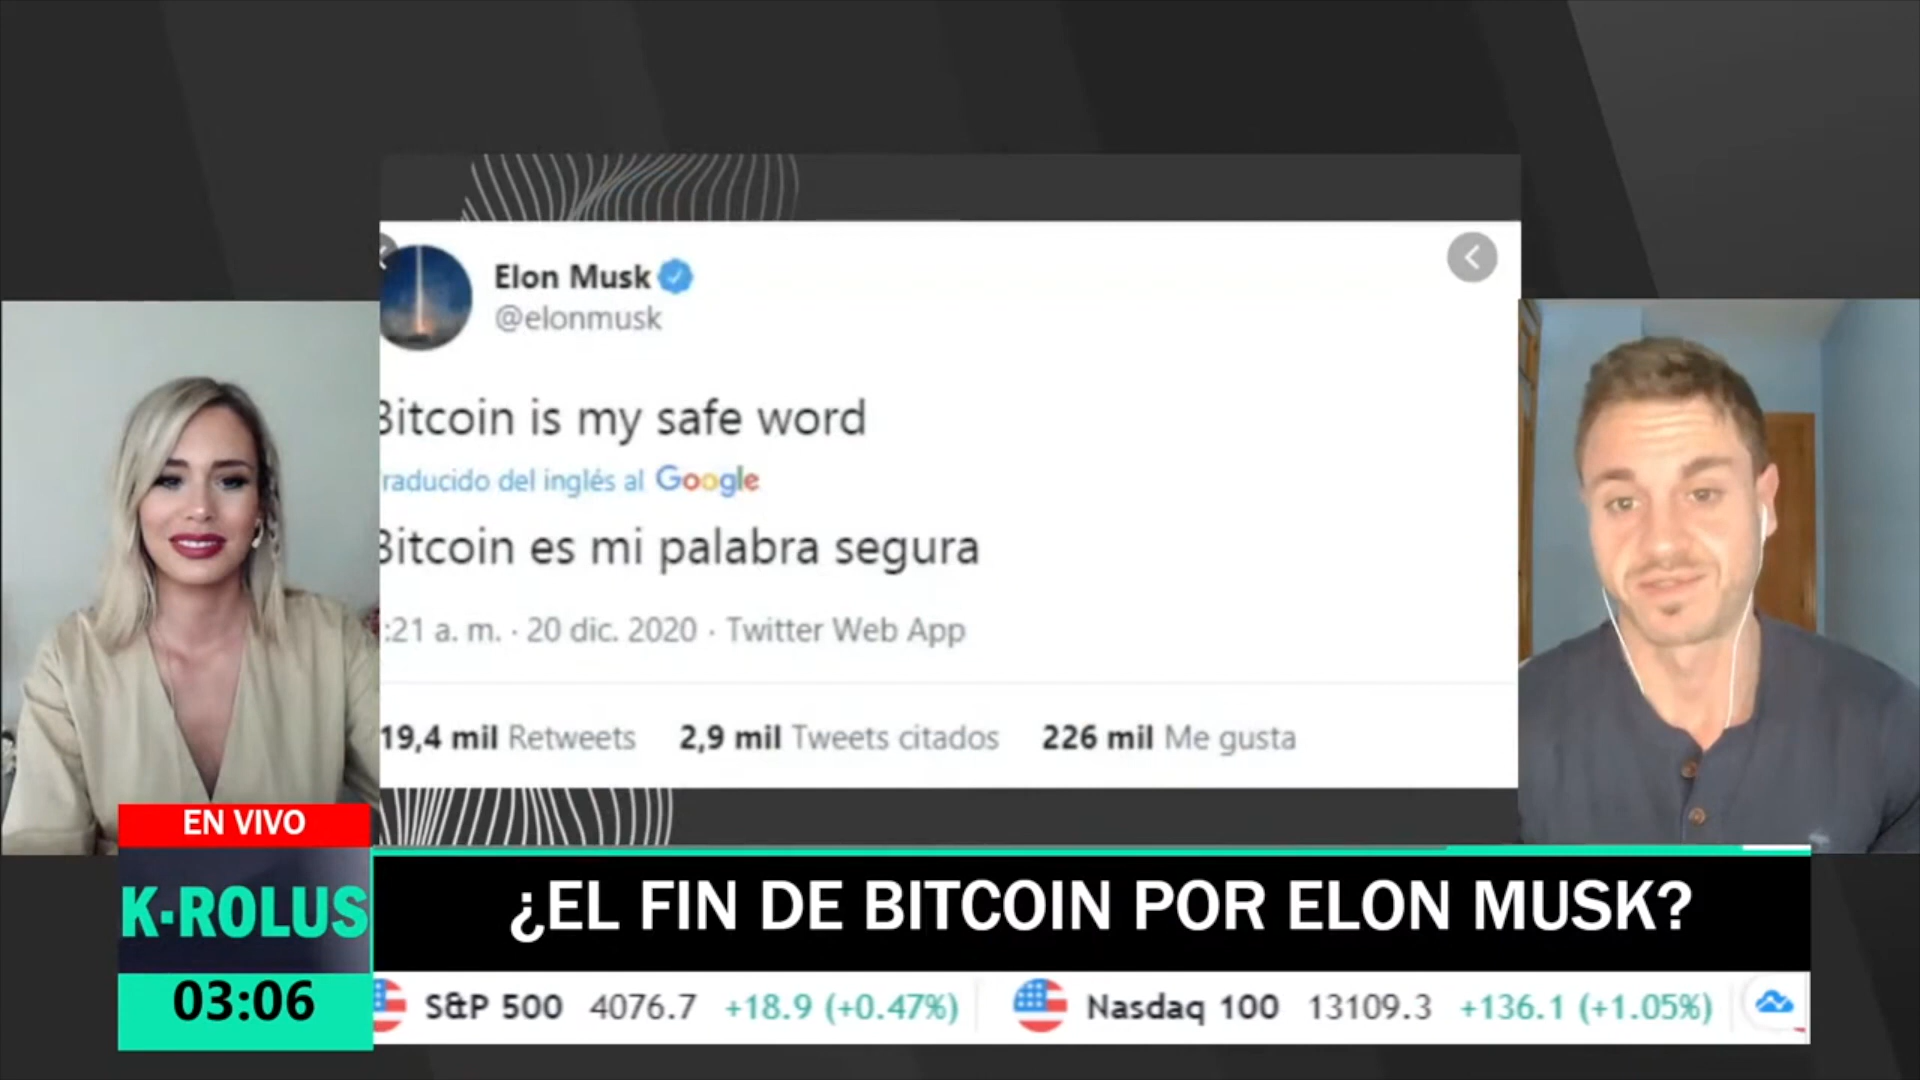 Elon Musk
@elonmusk
Bitcoin is my safe word
raducido del inglés al Google
Bitcoin es mi palabra segura
:21 a. m. · 20 dic. 2020 · Twitter Web App
19,4 mil Retweets 2,9 mil Tweets citados 226 mil Me gusta
EN VIVO
K-ROLUS
03:06
¿EL FIN DE BITCOIN POR ELON MUSK?
S&P 500 4076.7 +18.9 (+0.47%) Nasdaq 100 13109.3 +136.1 (+1.05%)